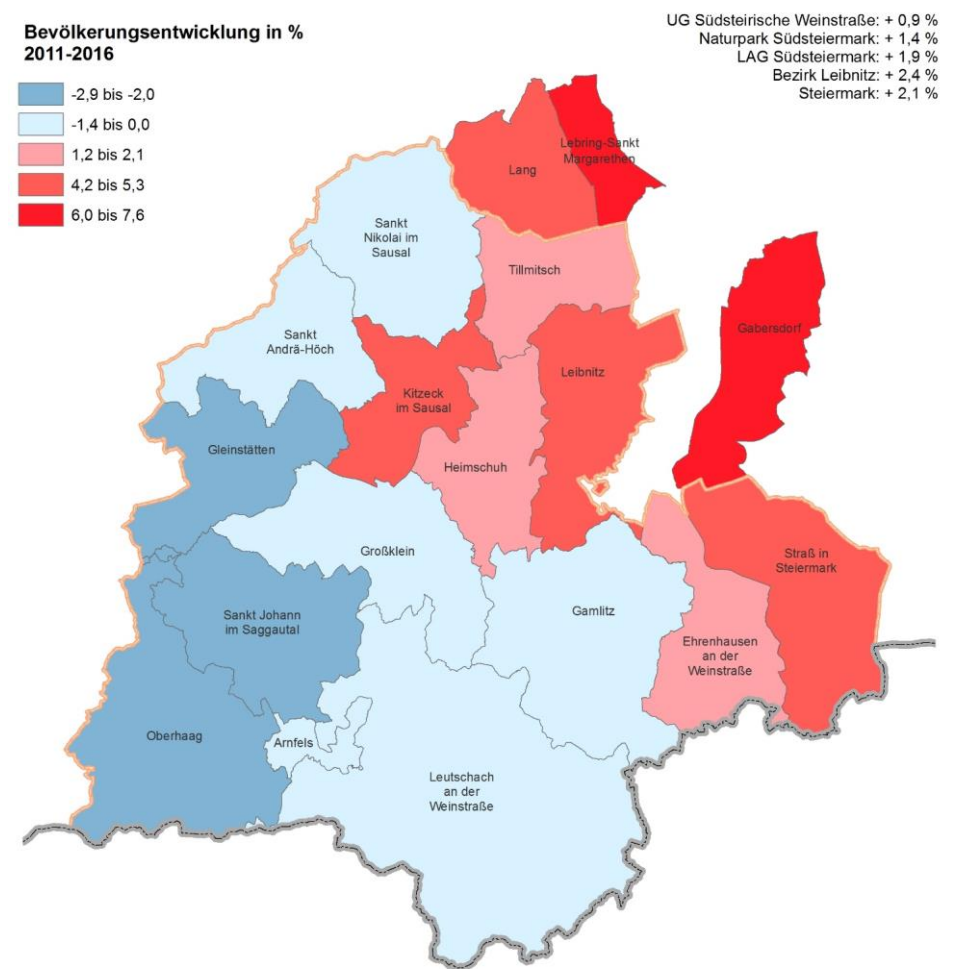 Bevölkerungsentwicklung in %
2011-2016
-2,9 bis -2,0
-1,4 bis 0,0
1,2 bis 2,1
4,2 bis 5,3
6,0 bis 7,6
UG Südsteirische Weinstraße: + 0,9 %
Naturpark Südsteiermark: + 1,4 %
LAG Südsteiermark: + 1,9 %
Bezirk Leibnitz: + 2,4 %
Steiermark: + 2,1 %
Lebring-Sankt
Margarethen
Lang
Sankt
Nikolai im
Sausal
Tillmitsch
Gabersdorf
Sankt
Andrä-Höch
Leibnitz
Kitzeck
im Sausal
Gleinstätten
Heimschuh
Großklein
Straß in
Steiermark
Sankt Johann
im Saggautal
Gamlitz
Ehrenhausen
an der
Weinstraße
Oberhaag
Arnfels
Leutschach
an der
Weinstraße